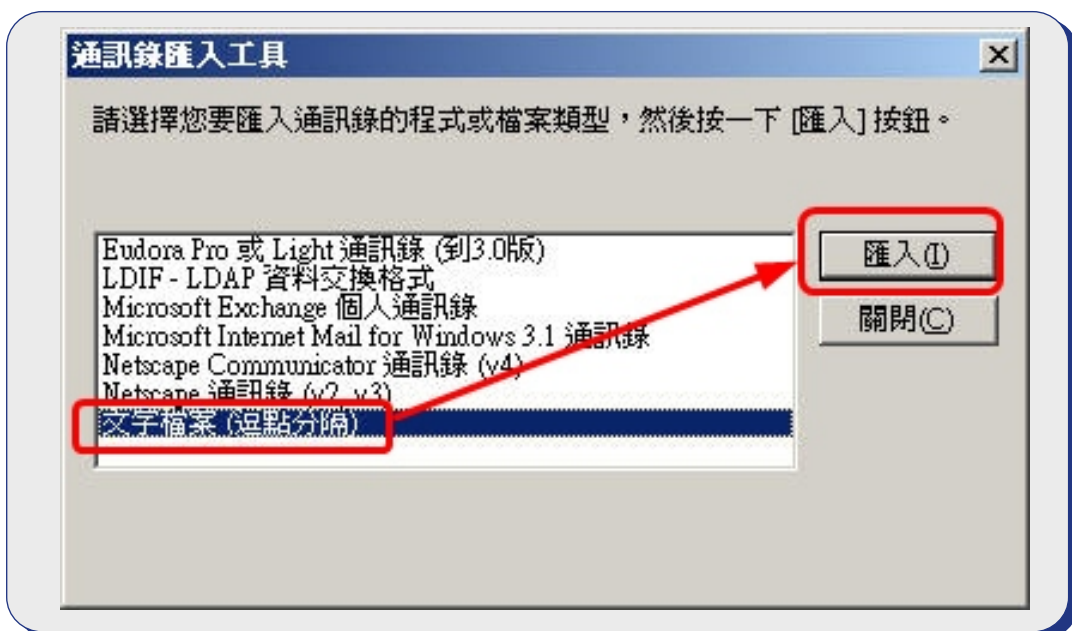 通訊錄匯入工具
請選擇您要匯入通訊錄的程式或檔案類型,然後按一下 [匯入] 按鈕。
Eudora Pro 或 Light 通訊錄 (到3.0版)
LDIF - LDAP 資料交換格式
Microsoft Exchange 個人通訊錄
Microsoft Internet Mail for Windows 3.1 通訊錄
Netscape Communicator 通訊錄 (v4)
Netscape 通訊錄 (v2, v3)
文字檔案 (逗點分隔)
匯入(I)
關閉(C)